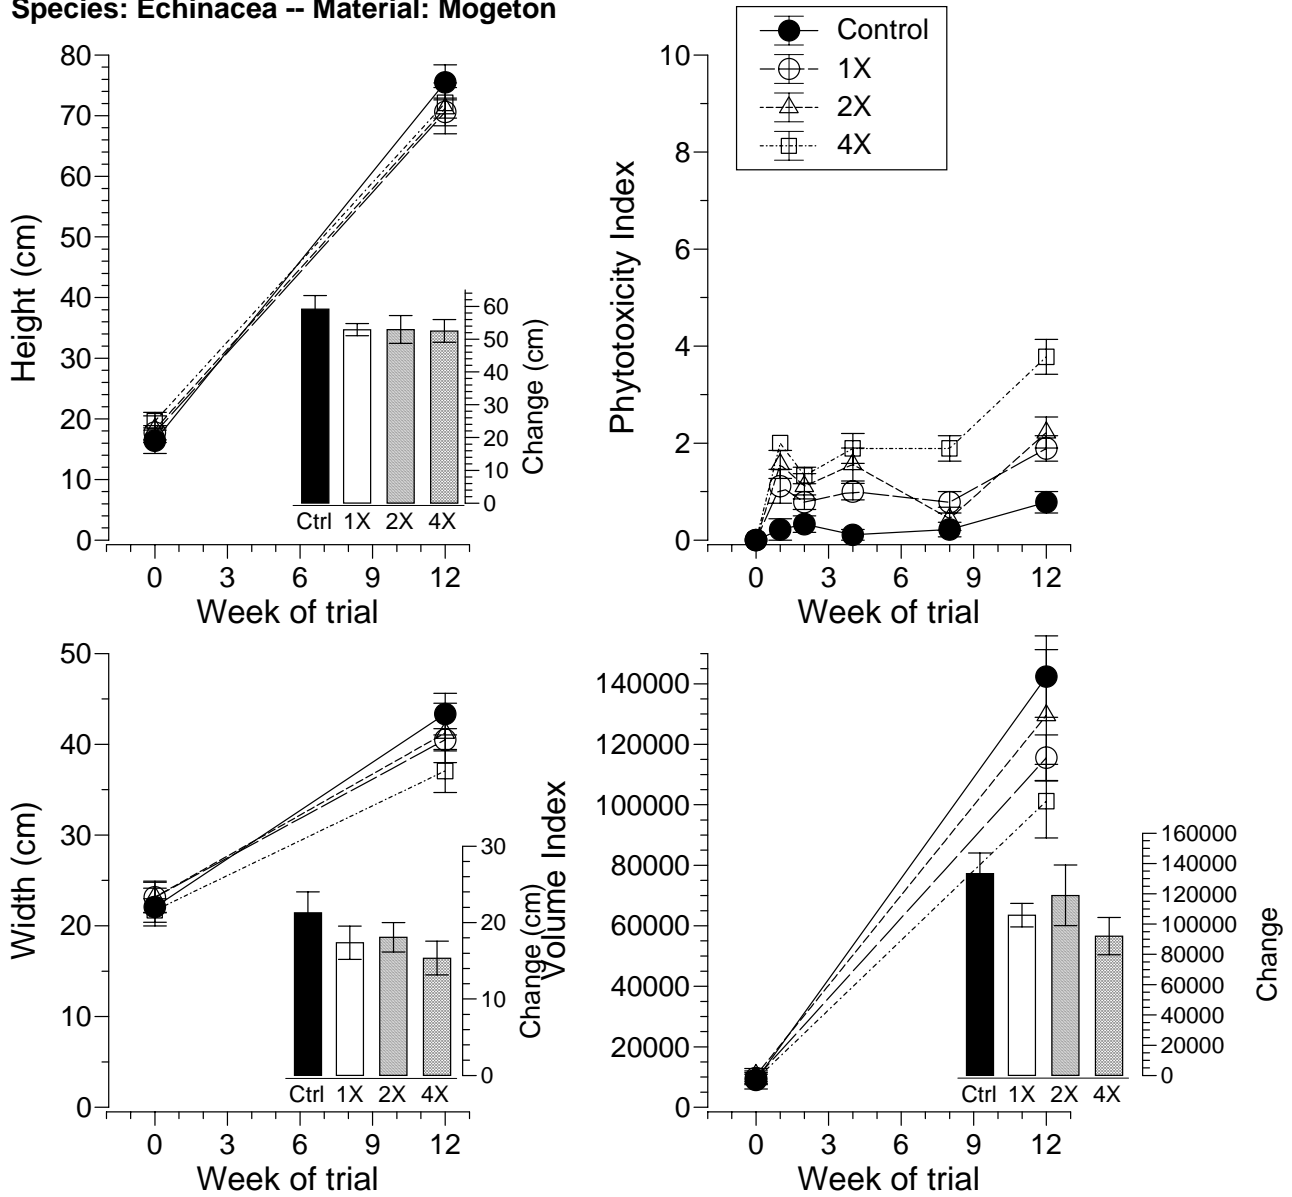 Species: Echinacea -- Material: Mogeton
Control
1X
2X
4X
80
70
60
50
40
30
20
10
0
Height (cm)
60
50
40
30
20
10
0
Change (cm)
Ctrl 1X 2X 4X
0 3 6 9 12
Week of trial
10
8
6
4
2
0
Phytotoxicity Index
0 3 6 9 12
Week of trial
50
40
30
20
10
0
Width (cm)
30
20
10
0
Change (cm)
Ctrl 1X 2X 4X
0 3 6 9 12
Week of trial
140000
120000
100000
80000
60000
40000
20000
0
Volume Index
160000
140000
120000
100000
80000
60000
40000
20000
0
Change
Ctrl 1X 2X 4X
0 3 6 9 12
Week of trial